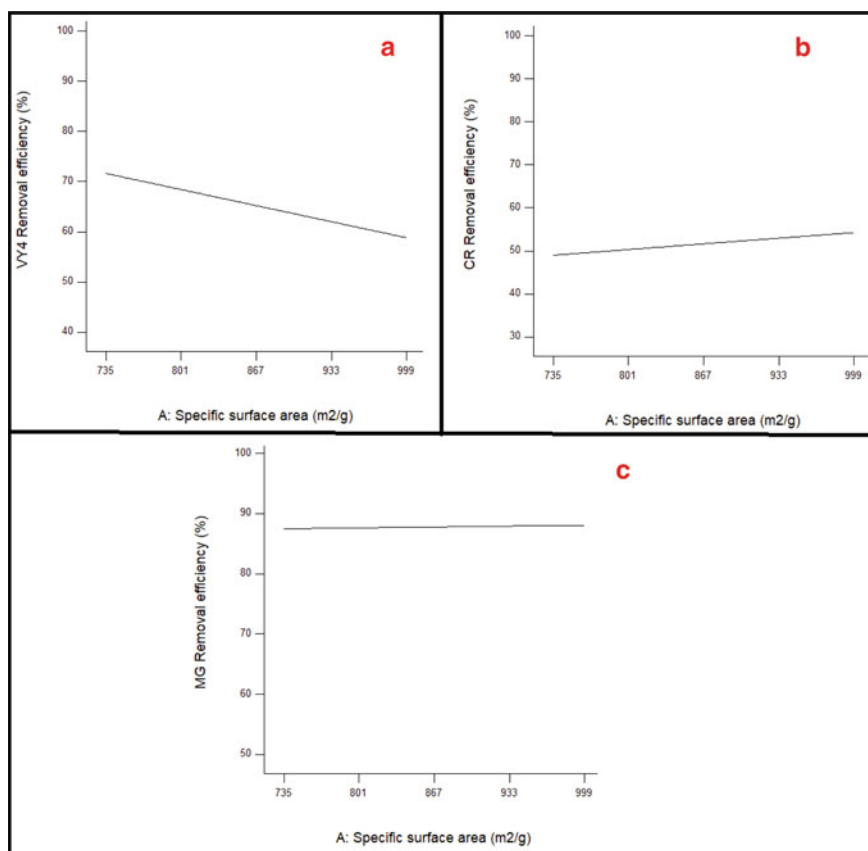 a
VY4 Removal efficiency (%)
100
90
80
70
60
50
40
735 801 867 933 999
A: Specific surface area (m2/g)
b
CR Removal efficiency (%)
100
90
80
70
60
50
40
30
735 801 867 933 999
A: Specific surface area (m2/g)
c
MG Removal efficiency (%)
100
90
80
70
60
50
735 801 867 933 999
A: Specific surface area (m2/g)